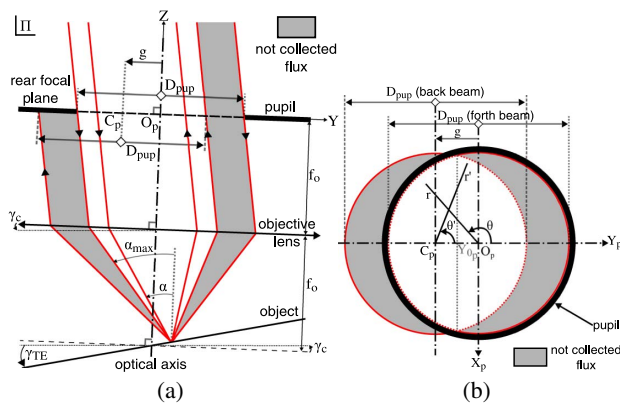 Π
Z
not collected
flux
g
rear focal
plane
D_pup
pupil
Y
C_p
O_p
D_pup
f_o
γ_c
objective
lens
α_max
α
f_o
object
γ_TE
optical axis
γ_c
(a)
D_pup (back beam)
D_pup (forth beam)
g
r
r'
θ'
θ
C_p
Y_0p
O_p
Y_p
X_p
pupil
not collected
flux
(b)